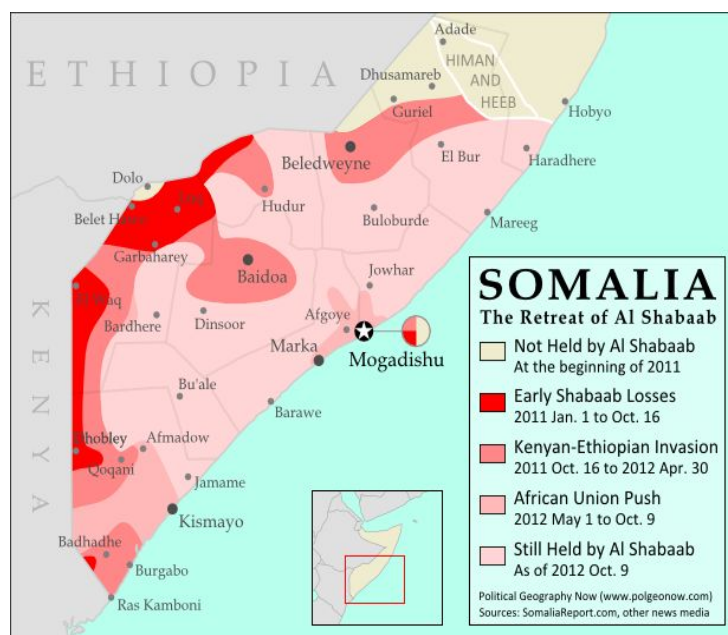 Adade
ETHIOPIA
HIMAN
AND
HEEB
Dhusamareb
Guriel
Hobyo
Beledweyne
El Bur
Haradhere
Dolo
Belet Hawo
Luq
Hudur
Buloburde
Mareeg
Garbaharey
Baidoa
Jowhar
KENYA
Bardhere
Dinsoor
Afgoye
Marka
Mogadishu
Bu'ale
Barawe
Dhobley
Afmadow
Qoqani
Jamame
Kismayo
Badhadhe
Burgabo
Ras Kamboni
SOMALIA
The Retreat of Al Shabaab
Not Held by Al Shabaab
At the beginning of 2011
Early Shabaab Losses
2011 Jan. 1 to Oct. 16
Kenyan-Ethiopian Invasion
2011 Oct. 16 to 2012 Apr. 30
African Union Push
2012 May 1 to Oct. 9
Still Held by Al Shabaab
As of 2012 Oct. 9
Political Geography Now (www.polgeonow.com)
Sources: SomaliaReport.com, other news media